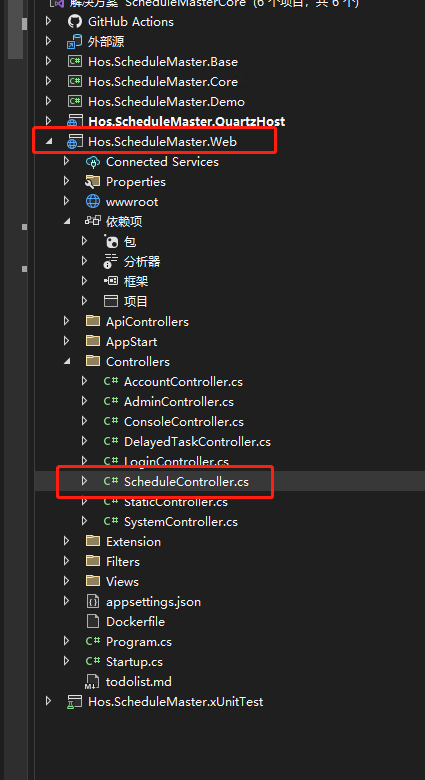 解决方案 'ScheduleMasterCore' (6 个项目，共 6 个)
GitHub Actions
外部源
Hos.ScheduleMaster.Base
Hos.ScheduleMaster.Core
Hos.ScheduleMaster.Demo
Hos.ScheduleMaster.QuartzHost
Hos.ScheduleMaster.Web
Connected Services
Properties
wwwroot
依赖项
包
分析器
框架
项目
ApiControllers
AppStart
Controllers
C# AccountController.cs
C# AdminController.cs
C# ConsoleController.cs
C# DelayedTaskController.cs
C# LoginController.cs
C# ScheduleController.cs
C# StaticController.cs
C# SystemController.cs
Extension
Filters
Views
appsettings.json
Dockerfile
C# Program.cs
C# Startup.cs
todolist.md
Hos.ScheduleMaster.xUnitTest